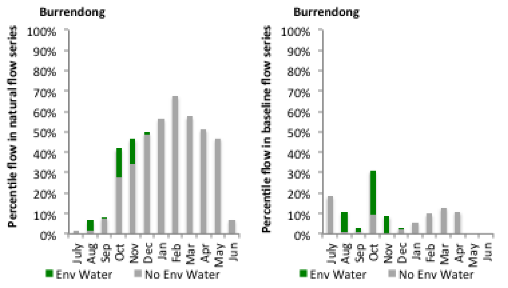 Burrendong
Percentile flow in natural flow series
100%
90%
80%
70%
60%
50%
40%
30%
20%
10%
0%
July Aug Sep Oct Nov Dec Jan Feb Mar Apr May Jun
Env Water No Env Water
Burrendong
Percentile flow in baseline flow series
100%
90%
80%
70%
60%
50%
40%
30%
20%
10%
0%
July Aug Sep Oct Nov Dec Jan Feb Mar Apr May Jun
Env Water No Env Water